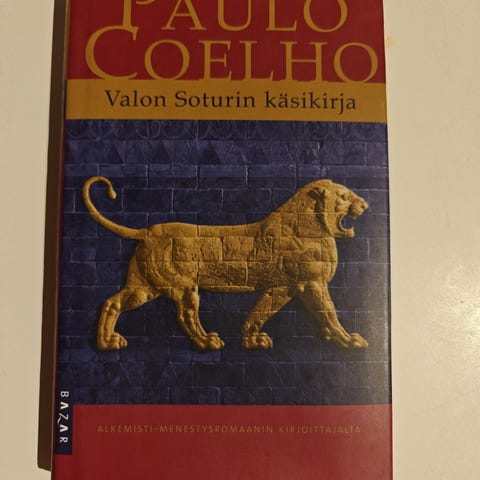 PAULO
COELHO
Valon Soturin käsikirja
BAZAR
ALKEMISTI-MENESTYSROMAANIN KIRJOITTAJALTA